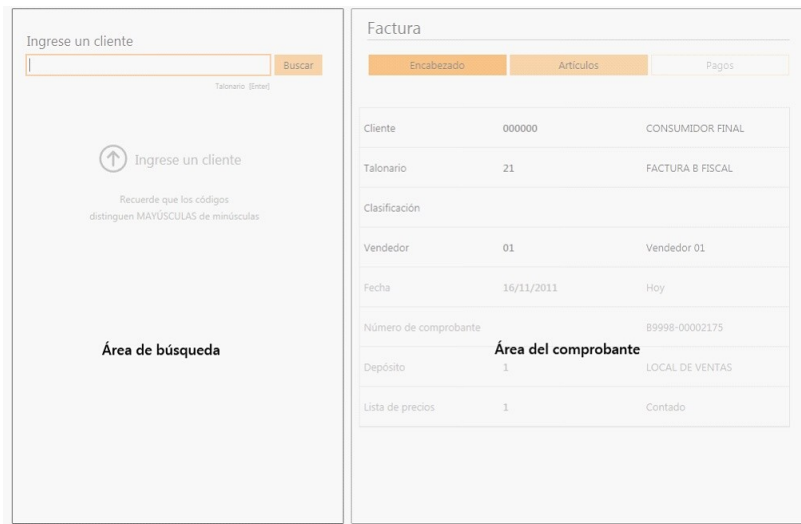 Ingrese un cliente
Buscar
Talonario [Enter]
Ingrese un cliente
Recuerde que los códigos
distinguen MAYÚSCULAS de minúsculas
Área de búsqueda
Factura
Encabezado Artículos Pagos
Cliente 000000 CONSUMIDOR FINAL
Talonario 21 FACTURA B FISCAL
Clasificación
Vendedor 01 Vendedor 01
Fecha 16/11/2011 Hoy
Número de comprobante B9998-00002175
Área del comprobante
Depósito 1 LOCAL DE VENTAS
Lista de precios 1 Contado